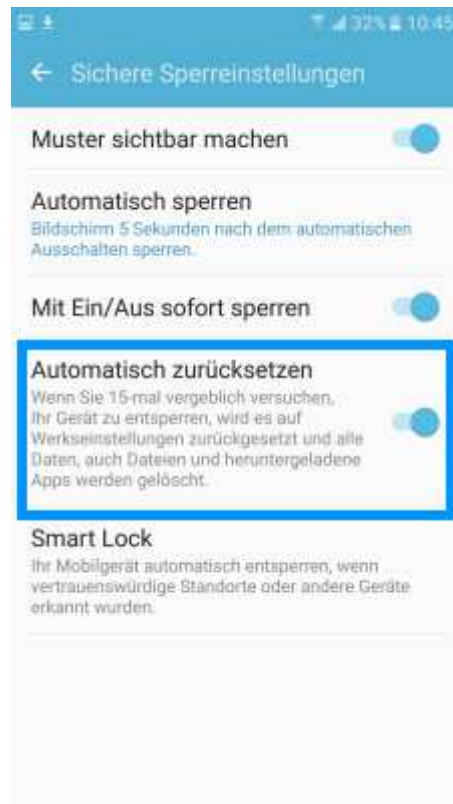 32% 10:45
Sichere Sperreinstellungen
Muster sichtbar machen
Automatisch sperren
Bildschirm 5 Sekunden nach dem automatischen
Ausschalten sperren.
Mit Ein/Aus sofort sperren
Automatisch zurücksetzen
Wenn Sie 15-mal vergeblich versuchen,
Ihr Gerät zu entsperren, wird es auf
Werkseinstellungen zurückgesetzt und alle
Daten, auch Dateien und heruntergeladene
Apps werden gelöscht.
Smart Lock
Ihr Mobilgerät automatisch entsperren, wenn
vertrauenswürdige Standorte oder andere Geräte
erkannt wurden.